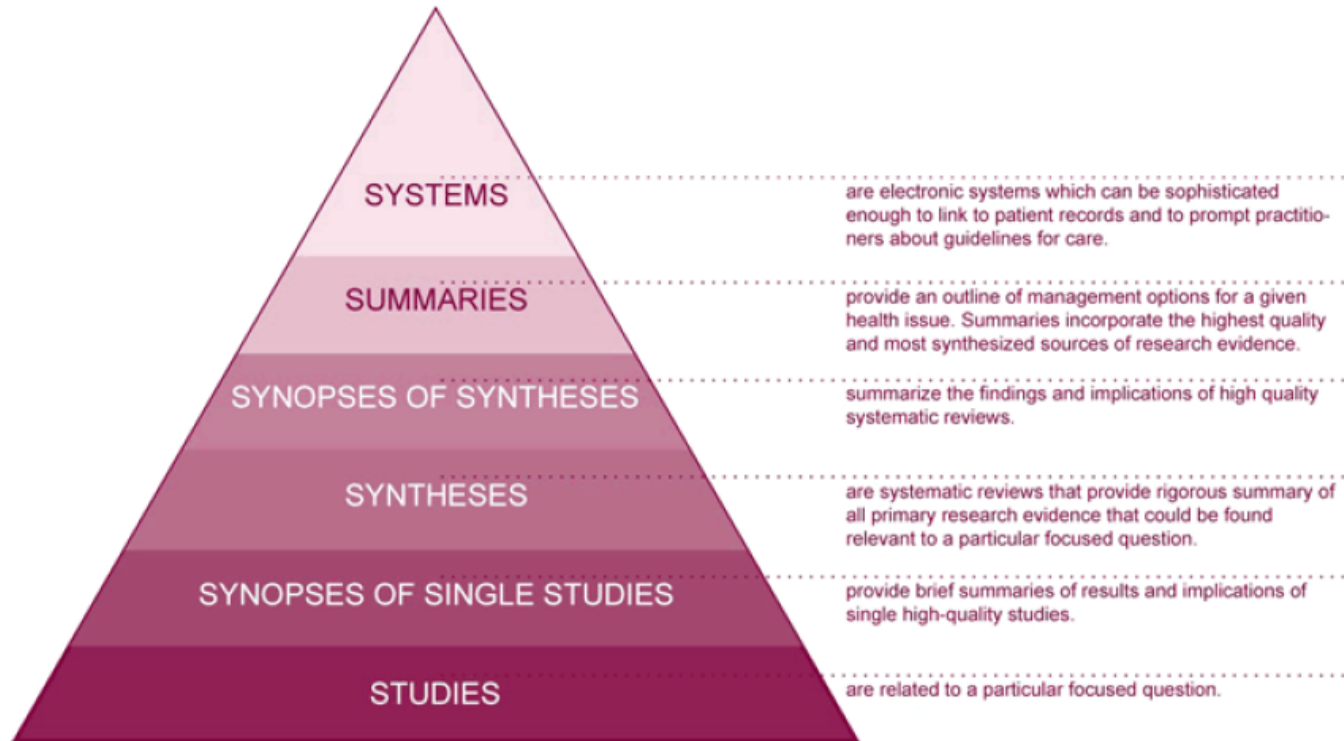 SYSTEMS
are electronic systems which can be sophisticated
enough to link to patient records and to prompt practitio-
ners about guidelines for care.
SUMMARIES
provide an outline of management options for a given
health issue. Summaries incorporate the highest quality
and most synthesized sources of research evidence.
SYNOPSES OF SYNTHESES
summarize the findings and implications of high quality
systematic reviews.
SYNTHESES
are systematic reviews that provide rigorous summary of
all primary research evidence that could be found
relevant to a particular focused question.
SYNOPSES OF SINGLE STUDIES
provide brief summaries of results and implications of
single high-quality studies.
STUDIES
are related to a particular focused question.